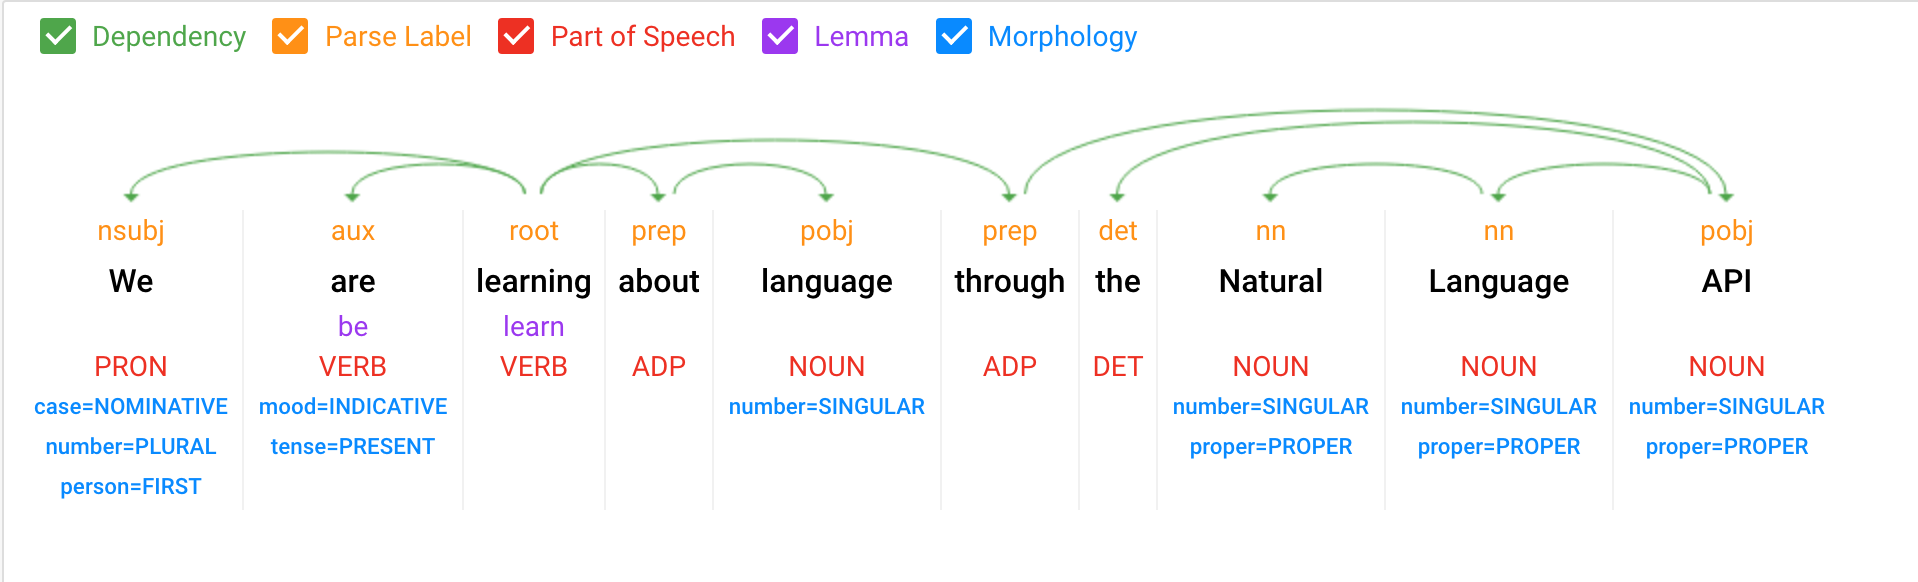 Dependency Parse Label Part of Speech Lemma Morphology
nsubj aux root prep pobj prep det nn nn pobj
We are learning about language through the Natural Language API
be learn
PRON VERB VERB ADP NOUN ADP DET NOUN NOUN NOUN
case=NOMINATIVE mood=INDICATIVE number=SINGULAR number=SINGULAR number=SINGULAR number=SINGULAR
number=PLURAL tense=PRESENT proper=PROPER proper=PROPER proper=PROPER
person=FIRST